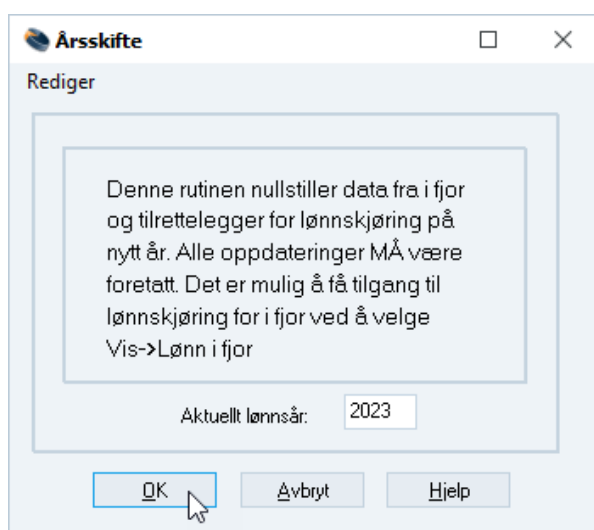 Årsskifte
Rediger
Denne rutinen nullstiller data fra i fjor
og tilrettelegger for lønnskjøring på
nytt år. Alle oppdateringer MÅ være
foretatt. Det er mulig å få tilgang til
lønnskjøring for i fjor ved å velge
Vis->Lønn i fjor
Aktuellt lønnsår: 2023
OK Avbryt Hjelp